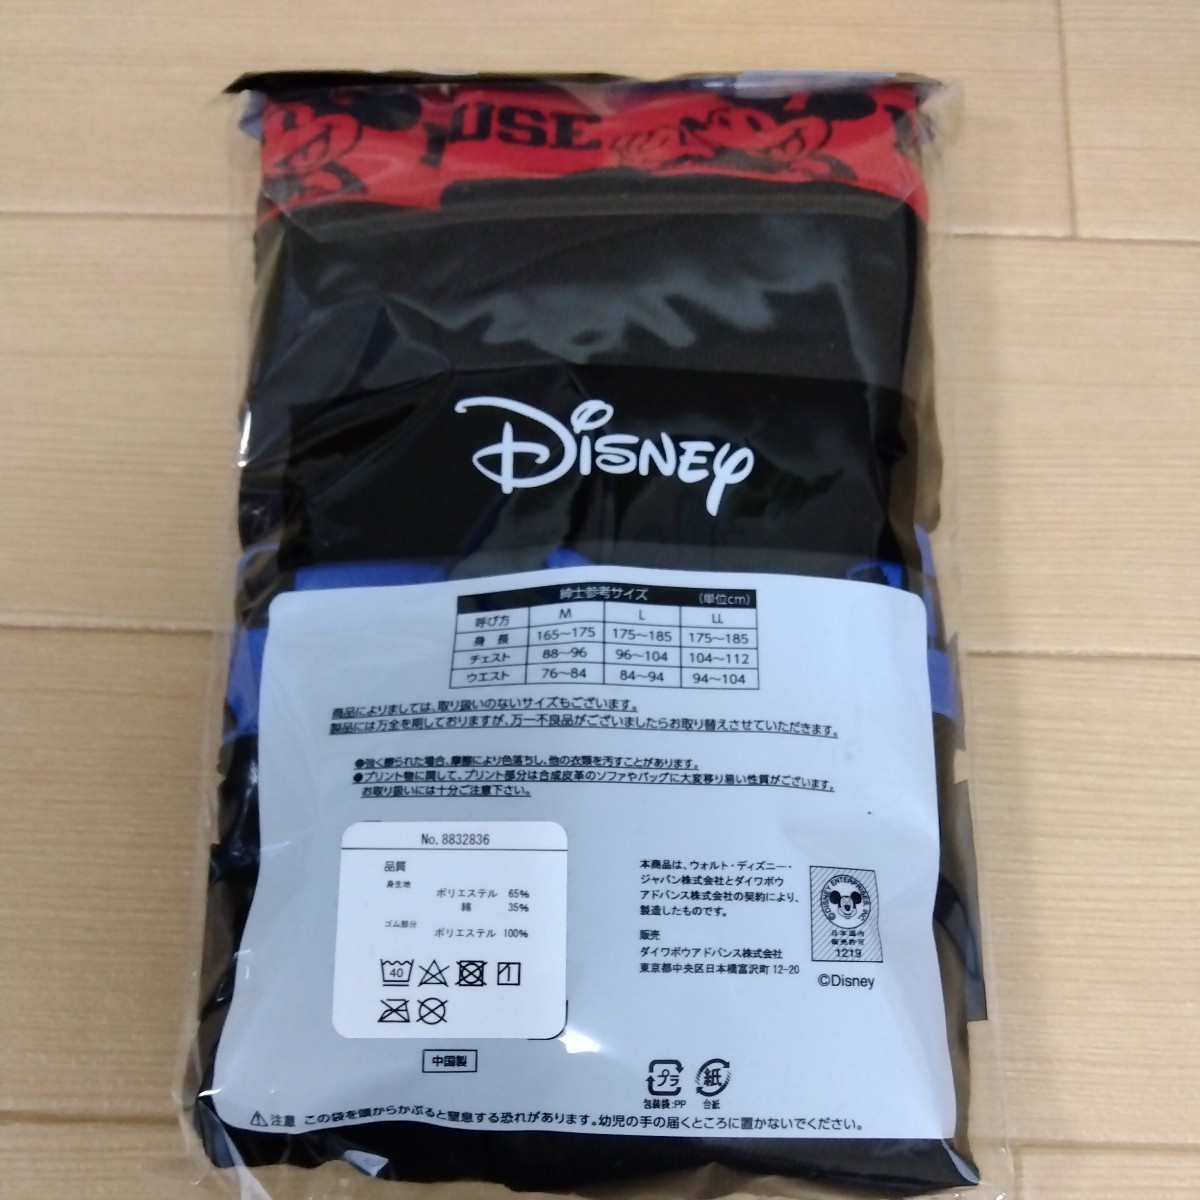 USE
Disney
紳士参考サイズ (単位cm)
呼び方 M L LL
身長 165〜175 175〜185 175〜185
チェスト 88〜96 96〜104 104〜112
ウエスト 76〜84 84〜94 94〜104
商品によりましては、取り扱いのないサイズもございます。
製品には万全を期しておりますが、万一不良品がございましたらお取り替えさせていただきます。
●強く擦られた場合、摩擦により色落ちし、他の衣類を汚すことがあります。
●プリント物に関して、プリント部分は合成皮革のソファやバッグに大変移り易い性質がございます。
お取り扱いには十分ご注意下さい。
No. 8832836
品質
身生地
ポリエステル 65%
綿 35%
ゴム部分
ポリエステル 100%
40
中国製
本商品は、ウォルト・ディズニー・
ジャパン株式会社とダイワボウ
アドバンス株式会社の契約により、
製造したものです。
販売
ダイワボウアドバンス株式会社
東京都中央区日本橋富沢町 12-20
©DISNEY ENTERPRISES, INC.
日本国内
販売許可
1219
©Disney
プラ 紙
包装袋:PP 台紙
⚠注意 この袋を頭からかぶると窒息する恐れがあります。幼児の手の届くところに置かないでください。